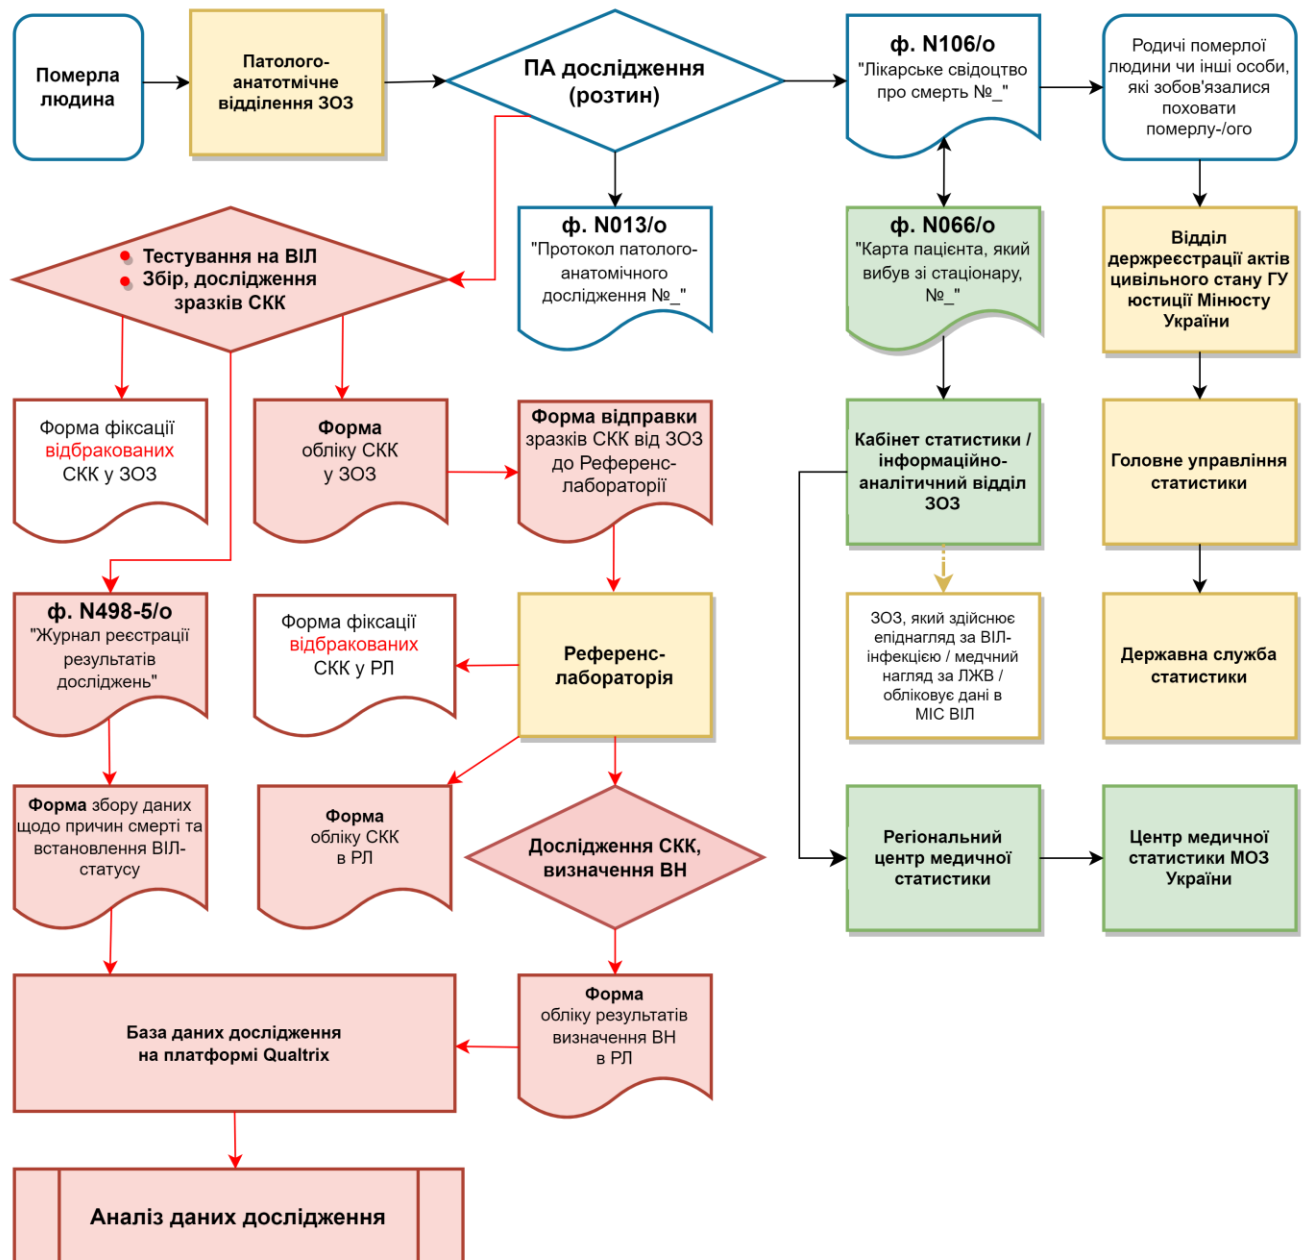 Померла
людина
Патолого-
анатотмічне
відділення ЗОЗ
ПА дослідження
(розтин)
ф. N106/о
"Лікарське свідоцтво
про смерть №_"
Родичі померлої
людини чи інші особи,
які зобов'язалися
поховати
померлу-/ого
Тестування на ВІЛ
Збір, дослідження
зразків СКК
ф. N013/о
"Протокол патолого-
анатомічного
дослідження №_"
ф. N066/о
"Карта пацієнта, який
вибув зі стаціонару,
№_"
Відділ
держреєстрації актів
цивільного стану ГУ
юстиції Мінюсту
України
Форма фіксації
відбракованих
СКК у ЗОЗ
Форма
обліку СКК
у ЗОЗ
Форма відправки
зразків СКК від ЗОЗ
до Референс-
лабораторії
Кабінет статистики /
інформаційно-
аналітичний відділ
ЗОЗ
Головне управління
статистики
ф. N498-5/о
"Журнал реєстрації
результатів
досліджень"
Форма фіксації
відбракованих
СКК у РЛ
Референс-
лабораторія
ЗОЗ, який здійснює
епіднагляд за ВІЛ-
інфекцією / медчний
нагляд за ЛЖВ /
обліковує дані в
МІС ВІЛ
Державна служба
статистики
Форма збору даних
щодо причин смерті та
встановлення ВІЛ-
статусу
Форма
обліку СКК
в РЛ
Дослідження СКК,
визначення ВН
Регіональний
центр медичної
статистики
Центр медичної
статистики МОЗ
України
База даних дослідження
на платформі Qualtrix
Форма
обліку результатів
визначення ВН
в РЛ
Аналіз даних дослідження